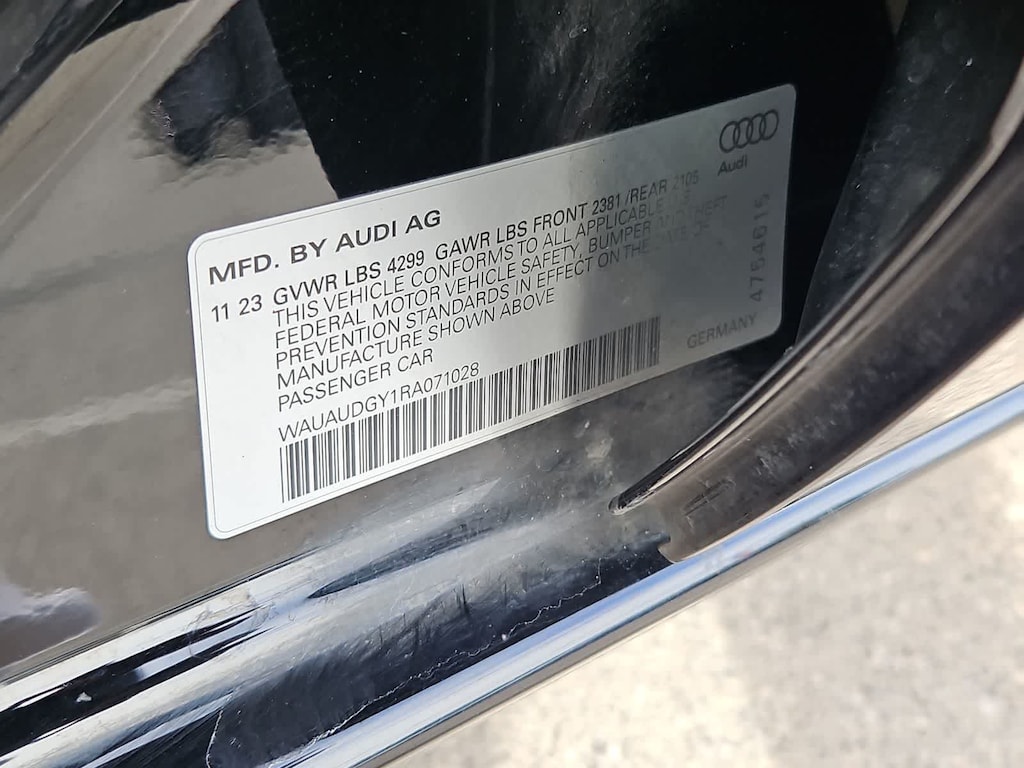 Audi
MFD. BY AUDI AG
11 23 GVWR LBS 4299 GAWR LBS FRONT 2381 /REAR 2105
THIS VEHICLE CONFORMS TO ALL APPLICABLE U.S.
FEDERAL MOTOR VEHICLE SAFETY, BUMPER AND THEFT
PREVENTION STANDARDS IN EFFECT ON THE DATE OF
MANUFACTURE SHOWN ABOVE
PASSENGER CAR
WAUAUDGY1RA071028
GERMANY
4764615